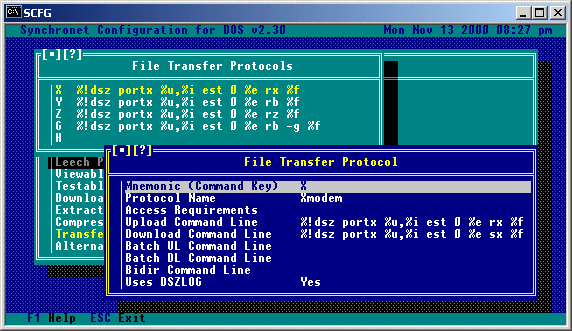 SCFG
Synchronet Configuration for DOS v2.30 Mon Nov 13 2000 08:27 pm
[■][?]
File Transfer Protocols
X %!dsz portx %u,%i est 0 %e rx %f
Y %!dsz portx %u,%i est 0 %e rb %f
Z %!dsz portx %u,%i est 0 %e rz %f
G %!dsz portx %u,%i est 0 %e rb -g %f
H
[■][?]
File Transfer Protocol
Leech P
Viewabl
Testabl
Downloa
Extract
Compres
Transfe
Alterna
Mnemonic (Command Key) X
Protocol Name Xmodem
Access Requirements
Upload Command Line %!dsz portx %u,%i est 0 %e rx %f
Download Command Line %!dsz portx %u,%i est 0 %e sx %f
Batch UL Command Line
Batch DL Command Line
Bidir Command Line
Uses DSZLOG Yes
F1 Help ESC Exit